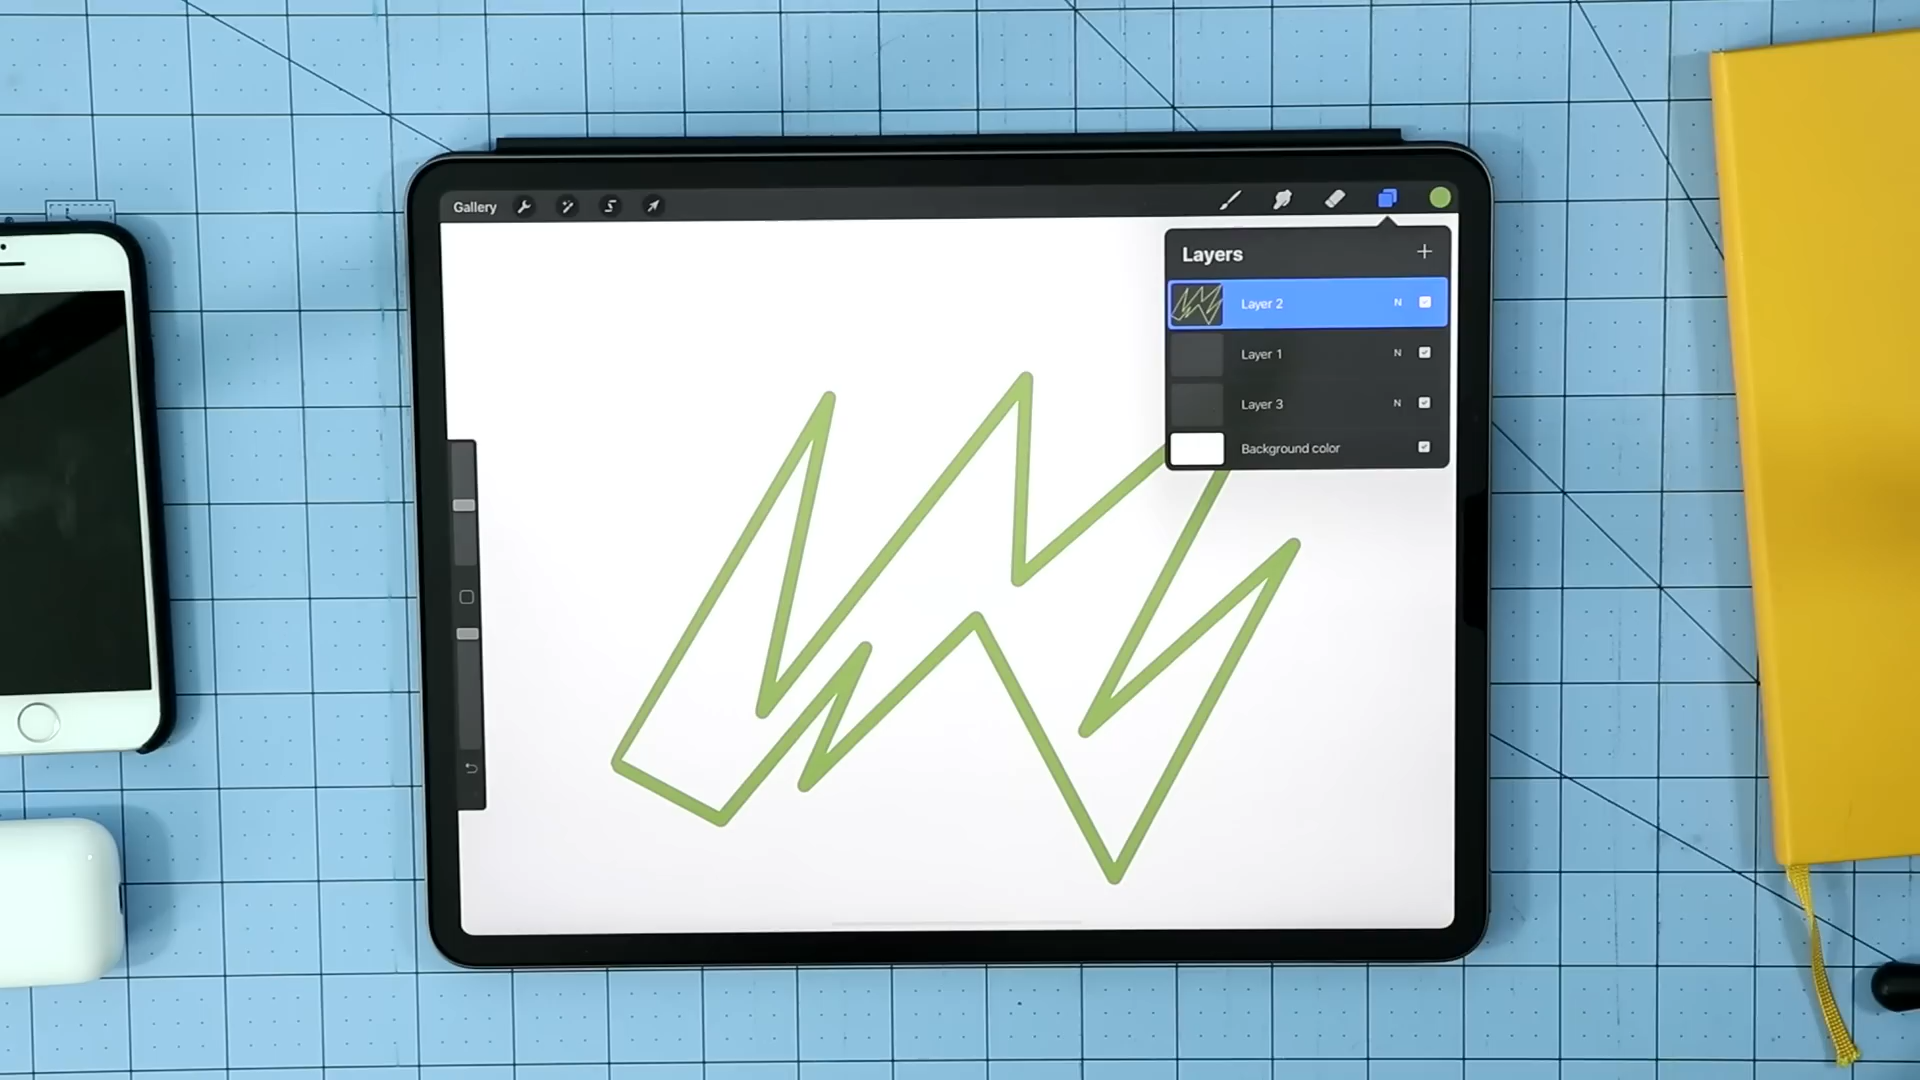 Gallery
Layers
Layer 2 N
Layer 1 N
Layer 3 N
Background color